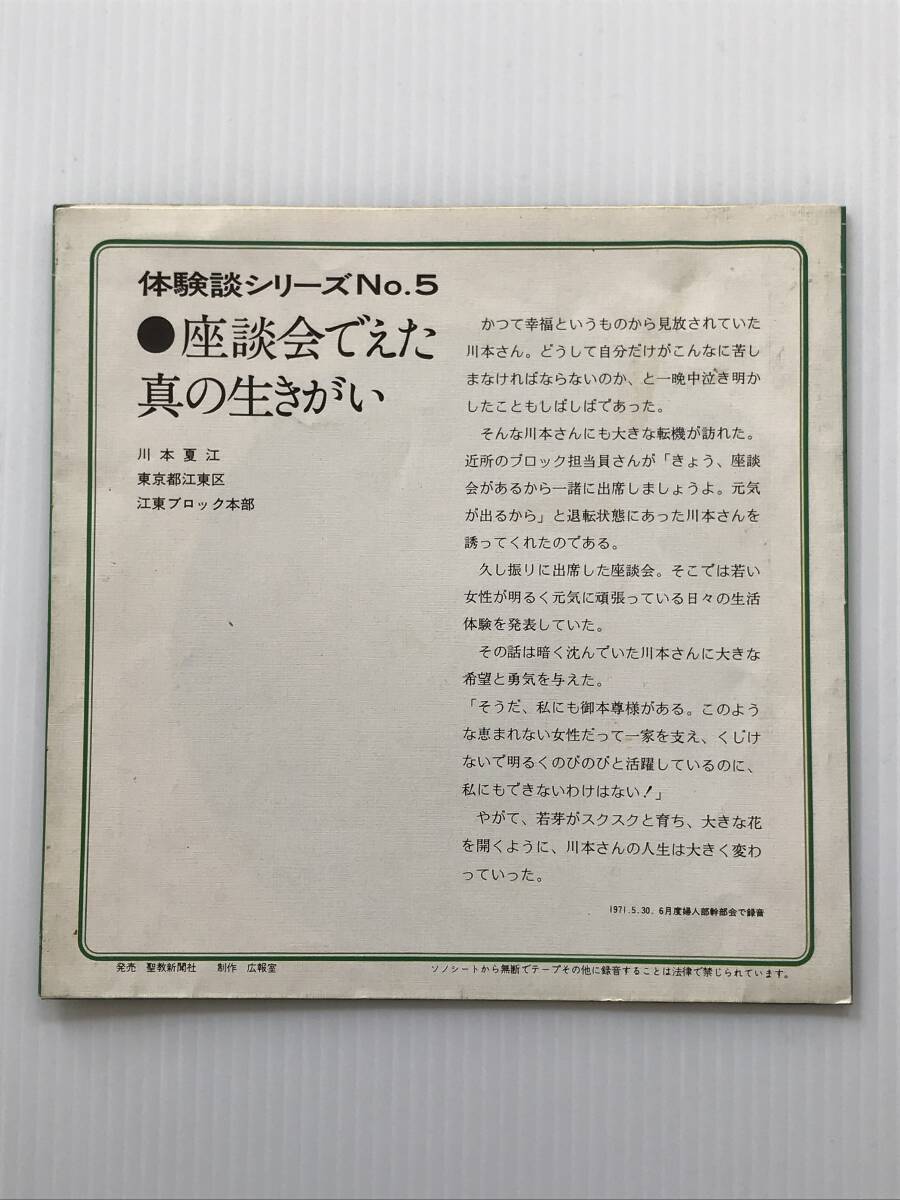 体験談シリーズNo.5
●座談会でえた
真の生きがい
川本夏江
東京都江東区
江東ブロック本部
かつて幸福というものから見放されていた
川本さん。どうして自分だけがこんなに苦し
まなければならないのか、と一晩中泣き明か
したこともしばしばであった。
そんな川本さんにも大きな転機が訪れた。
近所のブロック担当員さんが「きょう、座談
会があるから一諸に出席しましょうよ。元気
が出るから」と退転状態にあった川本さんを
誘ってくれたのである。
久し振りに出席した座談会。そこでは若い
女性が明るく元気に頑張っている日々の生活
体験を発表していた。
その話は暗く沈んでいた川本さんに大きな
希望と勇気を与えた。
「そうだ、私にも御本尊様がある。このよう
な恵まれない女性だって一家を支え、くじけ
ないで明るくのびのびと活躍しているのに、
私にもできないわけはない！」
やがて、若芽がスクスクと育ち、大きな花
を開くように、川本さんの人生は大きく変わ
っていった。
1971.5.30. 6月度婦人部幹部会で録音
発売 聖教新聞社 制作 広報室
ソノシートから無断でテープその他に録音することは法律で禁じられています。